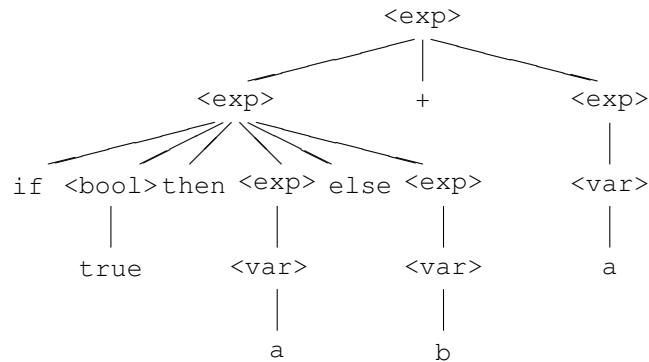 <exp>
<exp> + <exp>
if <bool> then <exp> else <exp> <var>
true <var> <var> a
a b